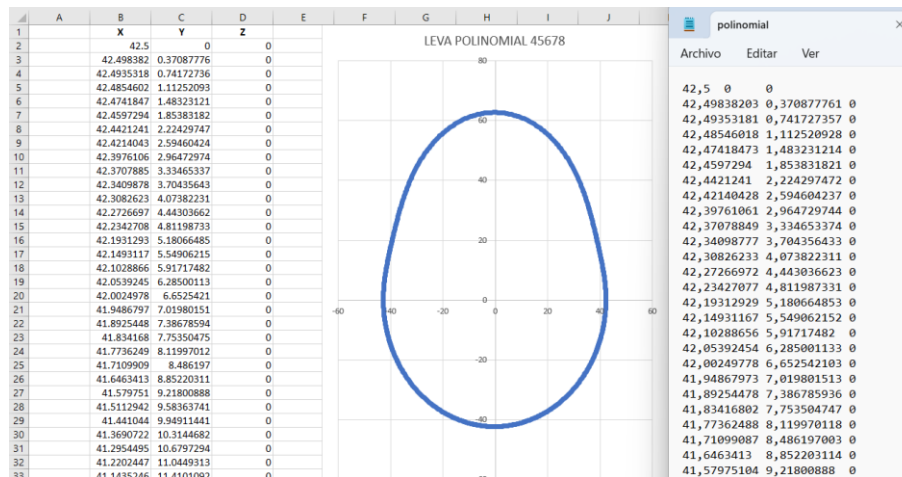 A B C D E F G H I J
1 X Y Z
2 42.5 0 0
3 42.498382 0.37087776 0
4 42.4935318 0.74172736 0
5 42.4854602 1.11252093 0
6 42.4741847 1.48323121 0
7 42.4597294 1.85383182 0
8 42.4421241 2.22429747 0
9 42.4214043 2.59460424 0
10 42.3976106 2.96472974 0
11 42.3707885 3.33465337 0
12 42.3409878 3.70435643 0
13 42.3082623 4.07382231 0
14 42.2726697 4.44303662 0
15 42.2342708 4.81198733 0
16 42.1931293 5.18066485 0
17 42.1493117 5.54906215 0
18 42.1028866 5.91717482 0
19 42.0539245 6.28500113 0
20 42.0024978 6.6525421 0
21 41.9486797 7.01980151 0
22 41.8925448 7.38678594 0
23 41.834168 7.75350475 0
24 41.7736249 8.11997012 0
25 41.7109909 8.486197 0
26 41.6463413 8.85220311 0
27 41.579751 9.21800888 0
28 41.5112942 9.58363741 0
29 41.441044 9.94911441 0
30 41.3690722 10.3144682 0
31 41.2954495 10.6797294 0
32 41.2202447 11.0449313 0
33 41.1435246 11.4101092 0
LEVA POLINOMIAL 45678
80
60
40
20
0
-60 -40 -20 0 20 40 60
-20
-40
polinomial
Archivo Editar Ver
42,5 0 0
42,49838203 0,370877761 0
42,49353181 0,741727357 0
42,48546018 1,112520928 0
42,47418473 1,483231214 0
42,4597294 1,853831821 0
42,4421241 2,224297472 0
42,42140428 2,594604237 0
42,39761061 2,964729744 0
42,37078849 3,334653374 0
42,34098777 3,704356433 0
42,30826233 4,073822311 0
42,27266972 4,443036623 0
42,23427077 4,811987331 0
42,19312929 5,180664853 0
42,14931167 5,549062152 0
42,10288656 5,91717482 0
42,05392454 6,285001133 0
42,00249778 6,652542103 0
41,94867973 7,019801513 0
41,89254478 7,386785936 0
41,83416802 7,753504747 0
41,77362488 8,119970118 0
41,71099087 8,486197003 0
41,6463413 8,852203114 0
41,57975104 9,21800888 0